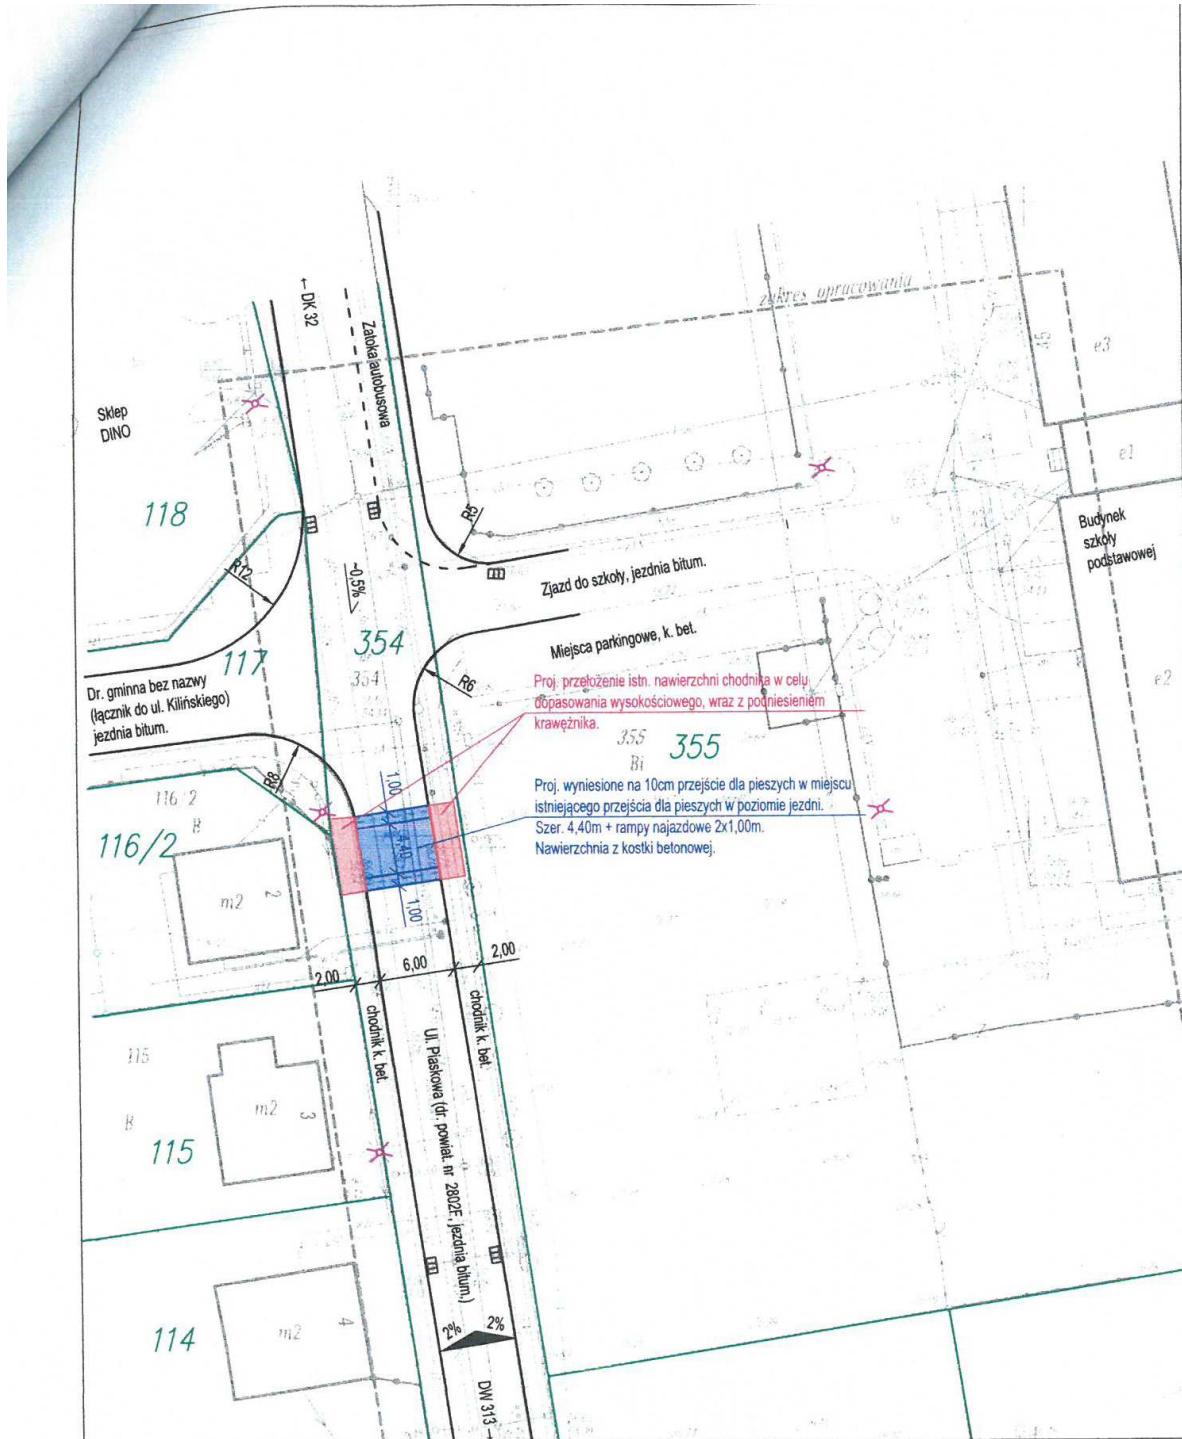 ← DK 32
Zatoka autobusowa
zakres opracowania
45
e3
Sklep
DINO
e1
118
R5
Budynek
szkoły
podstawowej
R12
~0,5%
Zjazd do szkoły, jezdnia bitum.
354
Miejsca parkingowe, k. bet.
117
354
R6
Dr. gminna bez nazwy
(łącznik do ul. Kilińskiego)
jezdnia bitum.
Proj. przełożenie istn. nawierzchni chodnika w celu
dopasowania wysokościowego, wraz z podniesieniem
krawężnika.
e2
355
Bi
355
R8
1,00
Proj. wyniesione na 10cm przejście dla pieszych w miejscu
istniejącego przejścia dla pieszych w poziomie jezdni.
Szer. 4,40m + rampy najazdowe 2x1,00m.
Nawierzchnia z kostki betonowej.
116/2
B
116/2
4,40
m2
2
1,00
2,00
6,00
2,00
chodnik k. bet.
chodnik k. bet.
Ul. Piaskowa (dr. powiat. nr 2802F, jezdnia bitum.)
115
B
115
m2
3
114
m2
4
2%
2%
DW 313 →